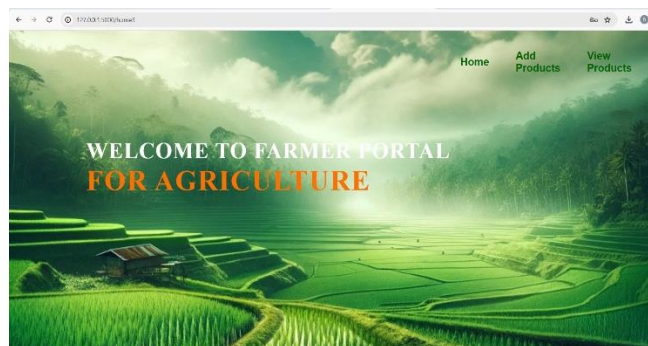 Home
Add
Products
View
Products
WELCOME TO FARMER PORTAL
FOR AGRICULTURE